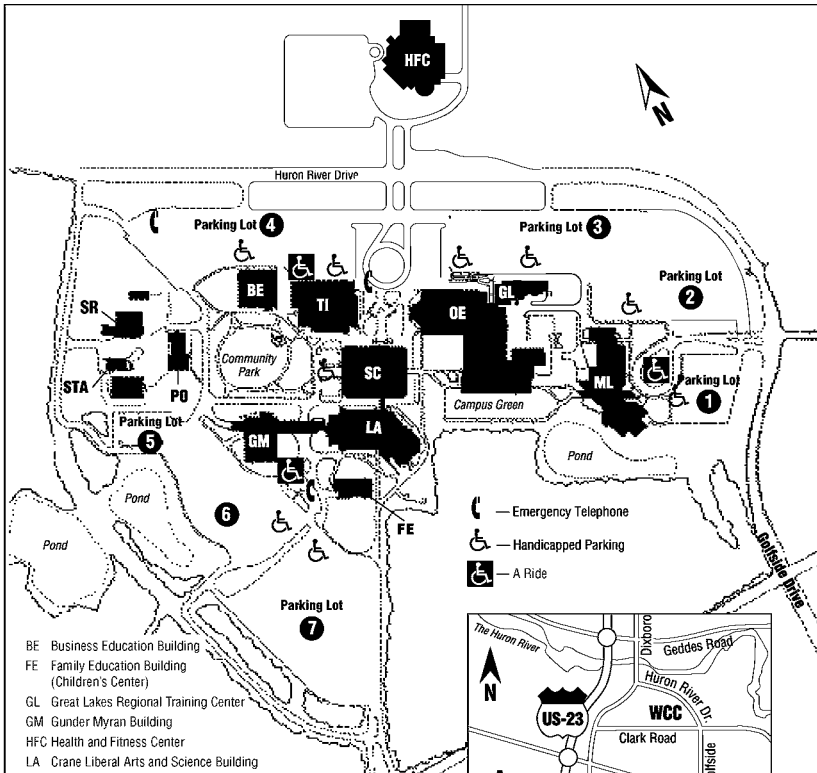 HFC
N
Huron River Drive
Parking Lot 4
Parking Lot 3
Parking Lot
2
BE
TI
OE
GL
SR
STA
PO
Community
Park
SC
ML
Parking Lot
1
Campus Green
Parking Lot
5
GM
LA
Pond
Pond
Pond
6
FE
Emergency Telephone
Handicapped Parking
A Ride
Golfside Drive
Parking Lot
7
BE Business Education Building
FE Family Education Building
(Children's Center)
GL Great Lakes Regional Training Center
GM Gunder Myran Building
HFC Health and Fitness Center
LA Crane Liberal Arts and Science Building
The Huron River
Dixboro
Geddes Road
N
Huron River Dr.
US-23
WCC
Clark Road